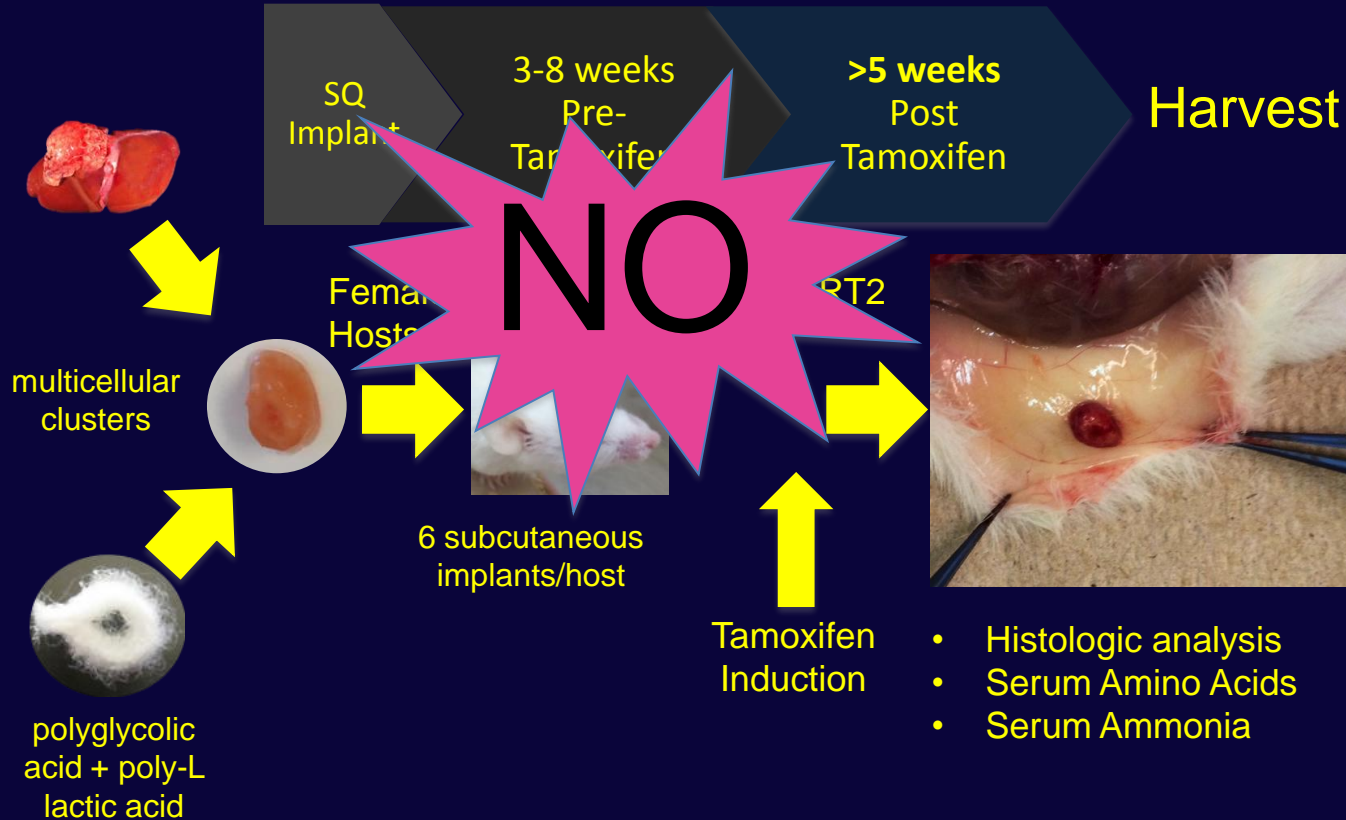 SQ
Implant
3-8 weeks
Pre-
Tamoxifen
>5 weeks
Post
Tamoxifen
Harvest
NO
Hosts
multicellular
clusters
6 subcutaneous
implants/host
Tamoxifen
Induction
• Histologic analysis
• Serum Amino Acids
• Serum Ammonia
polyglycolic
acid + poly-L
lactic acid